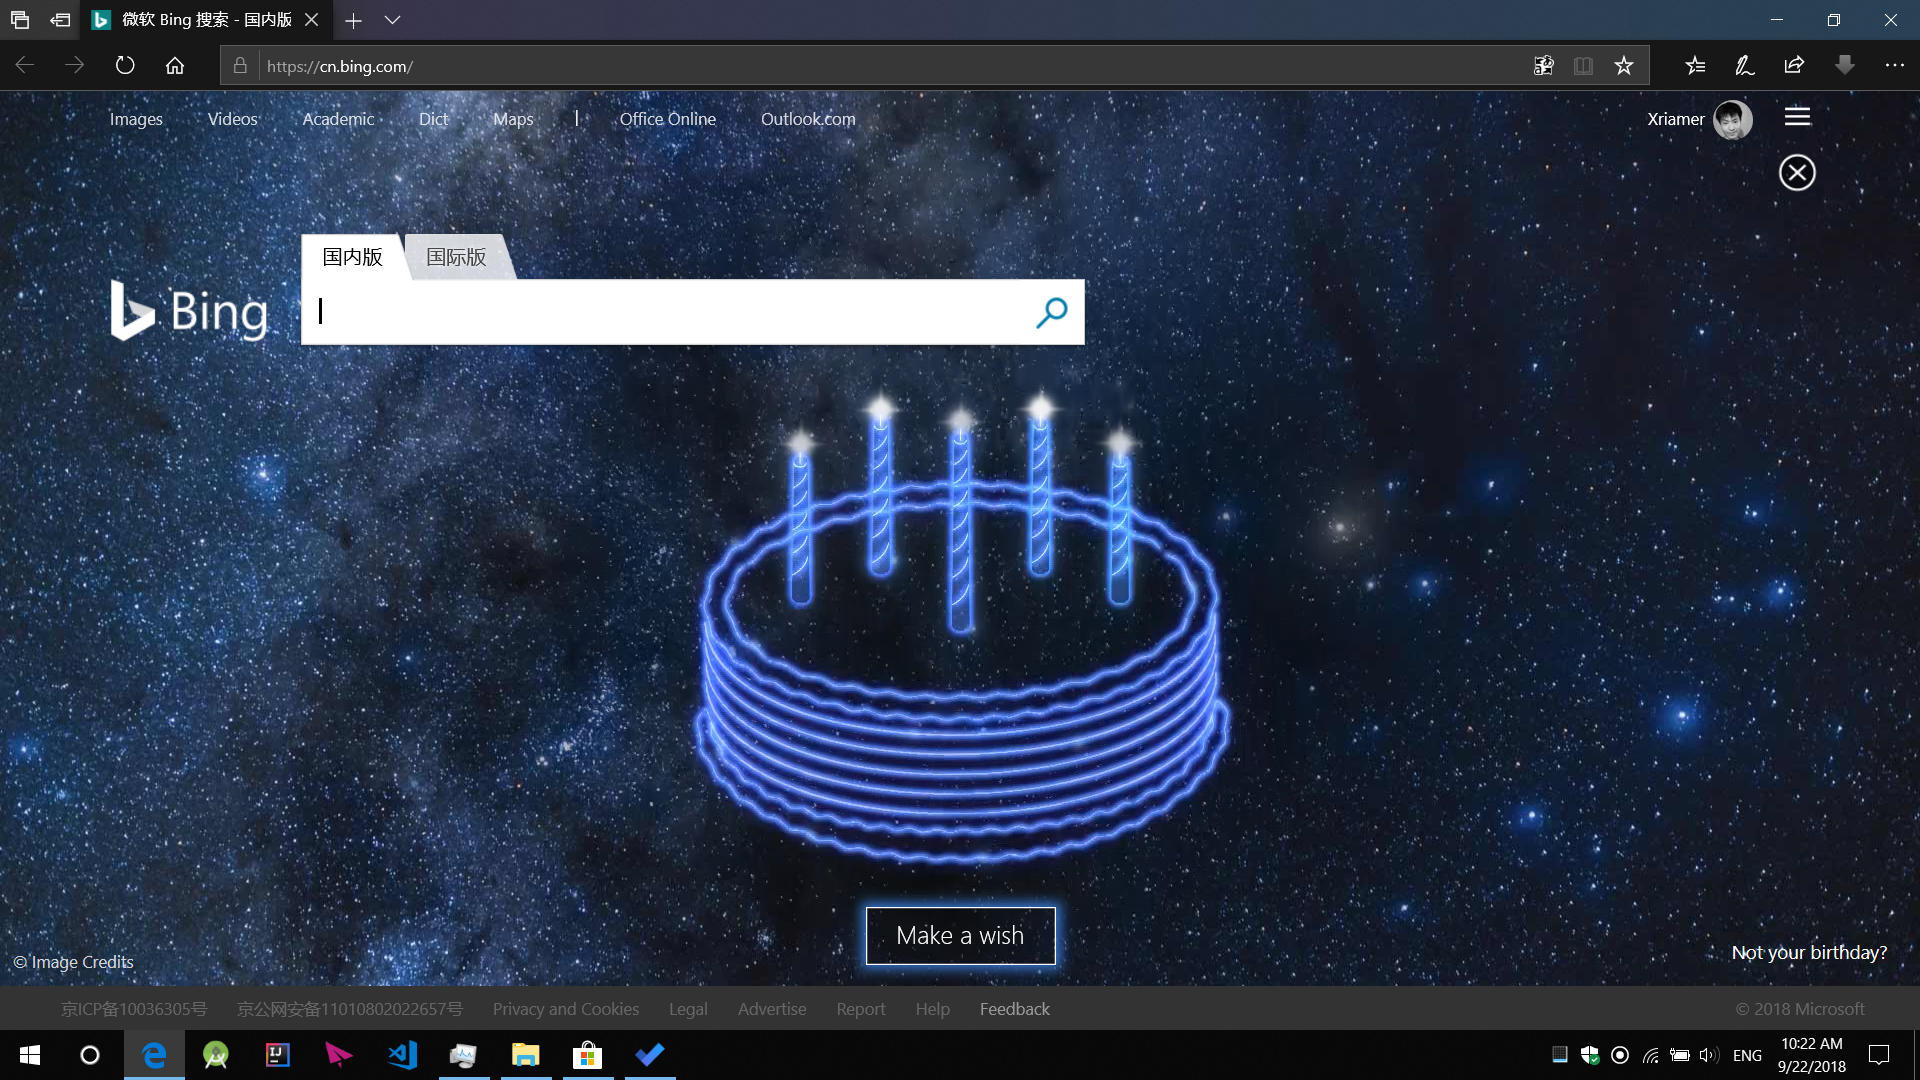 微软 Bing 搜索 - 国内版
https://cn.bing.com/
Images Videos Academic Dict Maps | Office Online Outlook.com Xriamer
国内版 国际版
Bing
Make a wish
Not your birthday?
© Image Credits
京ICP备10036305号 京公网安备11010802022657号 Privacy and Cookies Legal Advertise Report Help Feedback © 2018 Microsoft
ENG 10:22 AM
9/22/2018